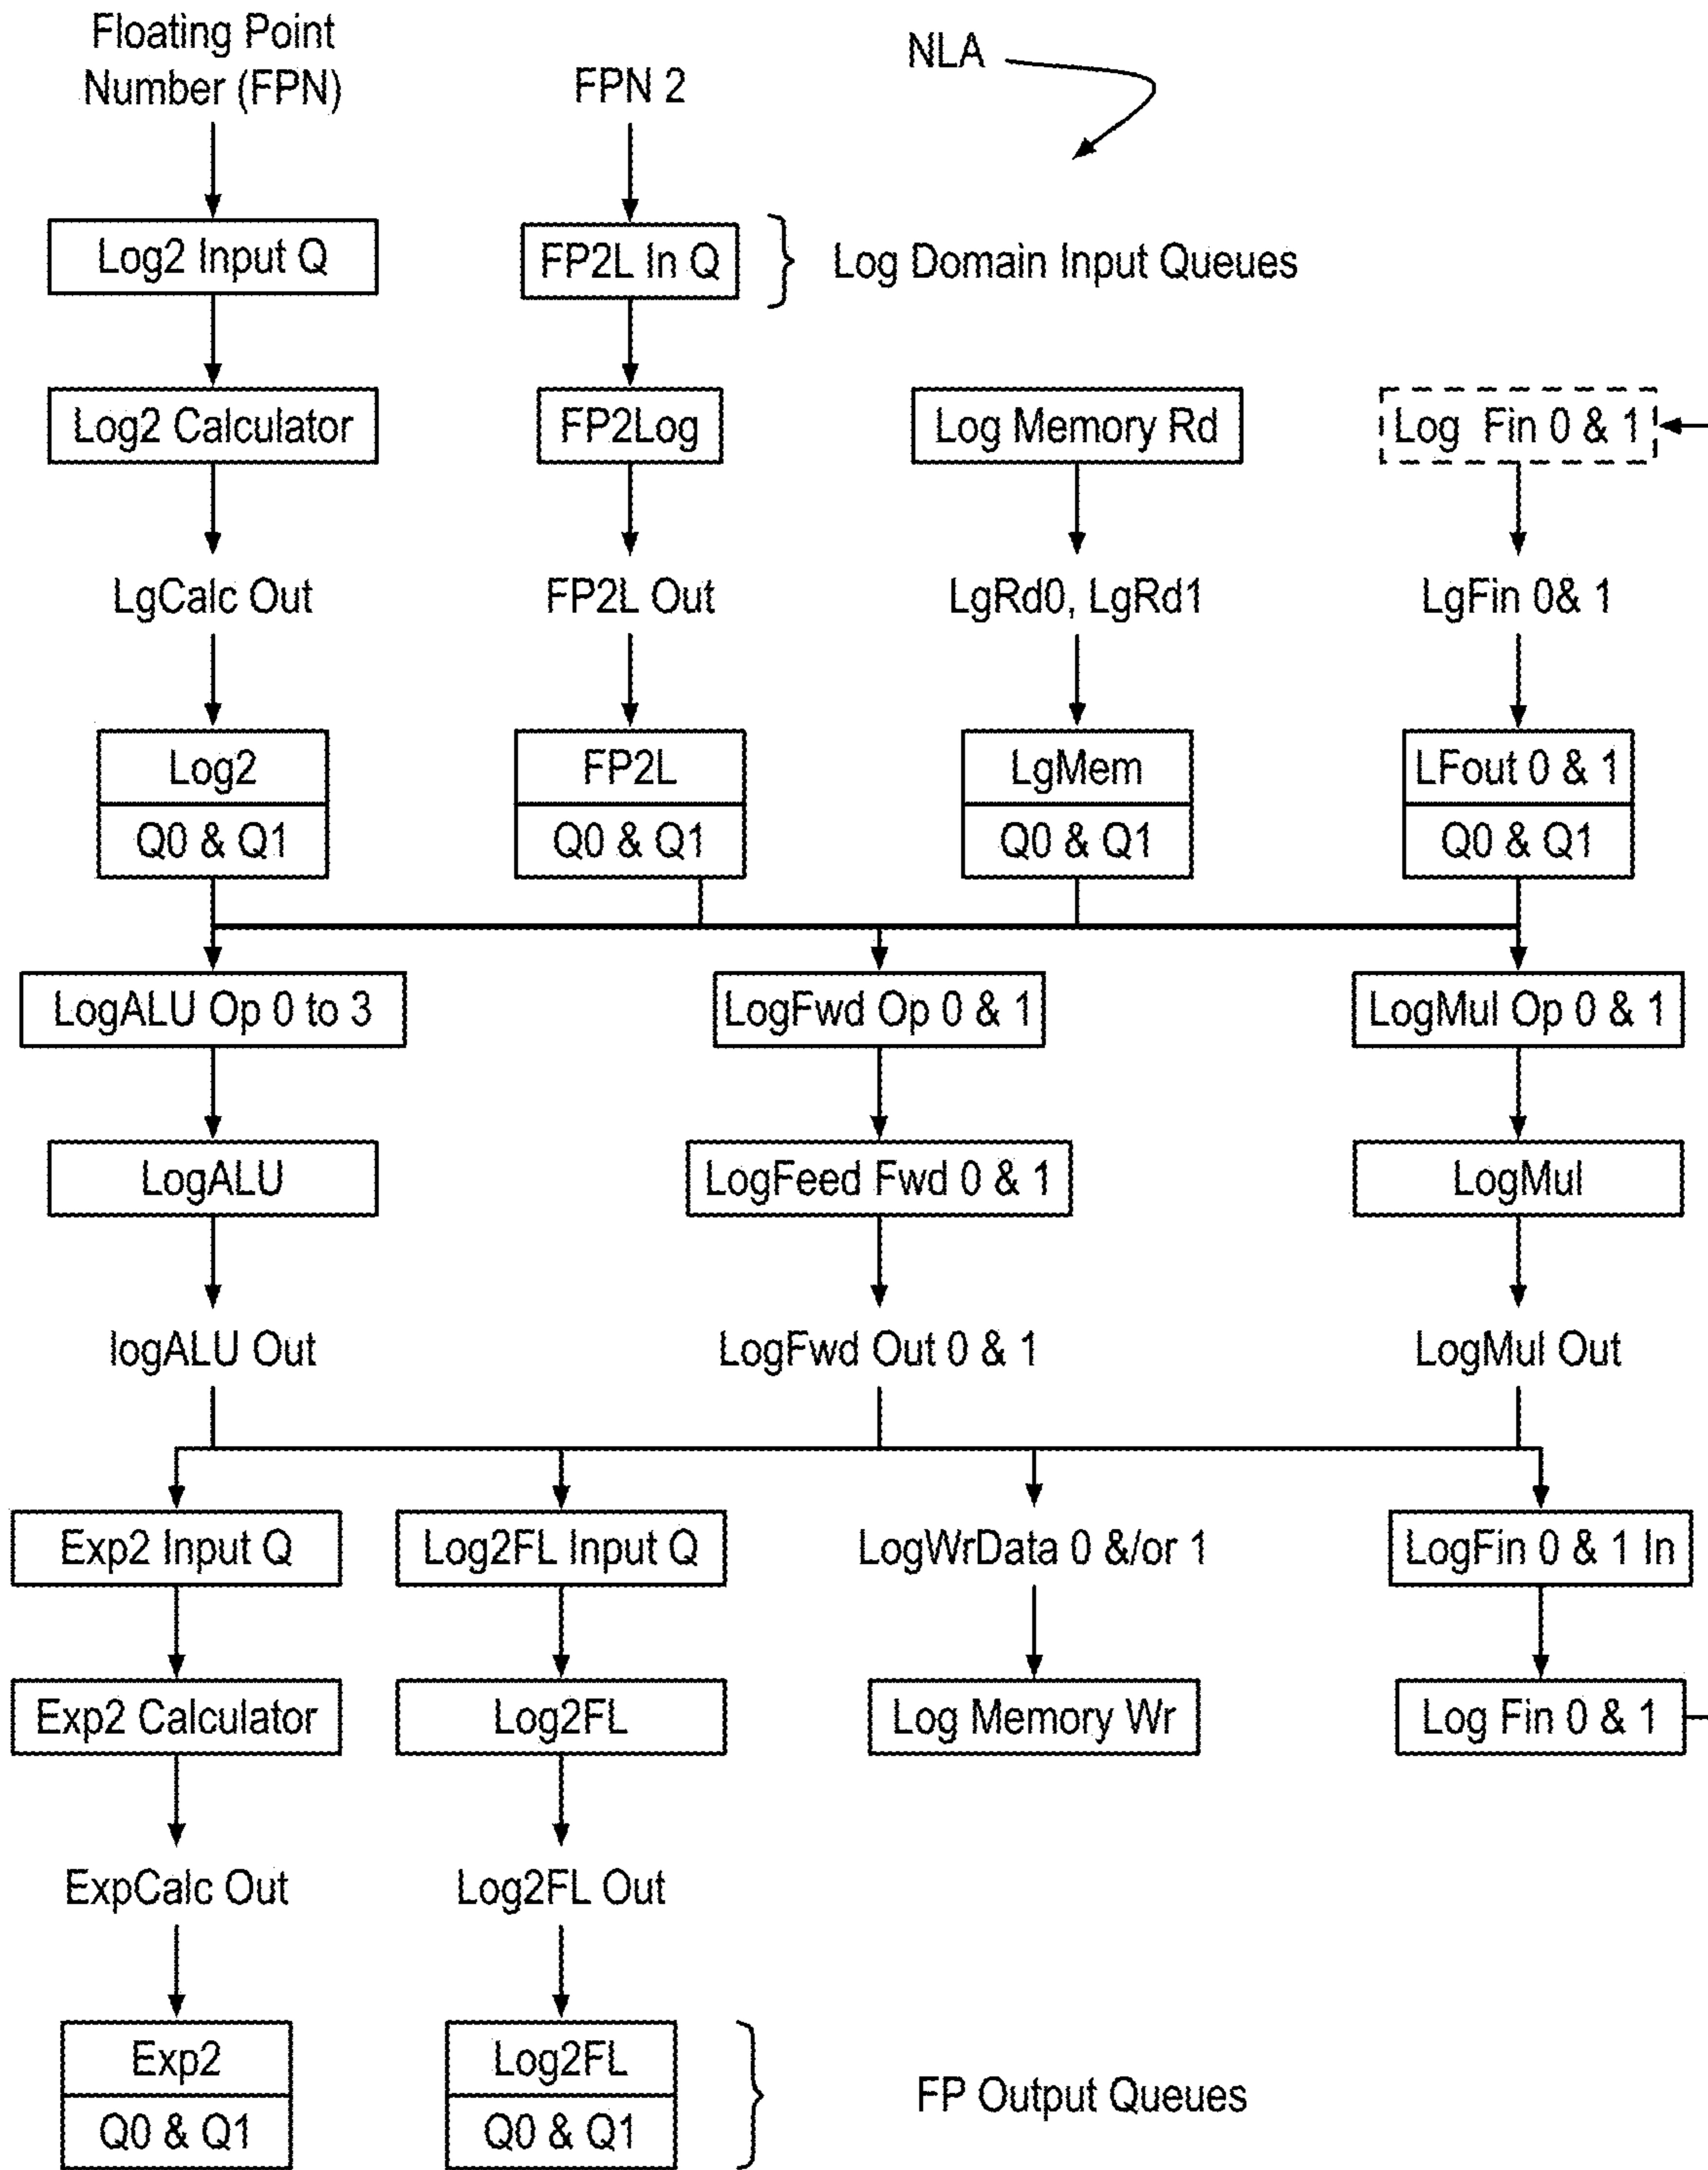 Floating Point
Number (FPN)
FPN 2
NLA
Log2 Input Q
FP2L In Q
Log Domain Input Queues
Log2 Calculator
FP2Log
Log Memory Rd
Log Fin 0 & 1
LgCalc Out
FP2L Out
LgRd0, LgRd1
LgFin 0& 1
Log2
FP2L
LgMem
LFout 0 & 1
Q0 & Q1
Q0 & Q1
Q0 & Q1
Q0 & Q1
LogALU Op 0 to 3
LogFwd Op 0 & 1
LogMul Op 0 & 1
LogALU
LogFeed Fwd 0 & 1
LogMul
logALU Out
LogFwd Out 0 & 1
LogMul Out
Exp2 Input Q
Log2FL Input Q
LogWrData 0 &/or 1
LogFin 0 & 1 In
Exp2 Calculator
Log2FL
Log Memory Wr
Log Fin 0 & 1
ExpCalc Out
Log2FL Out
Exp2
Log2FL
FP Output Queues
Q0 & Q1
Q0 & Q1